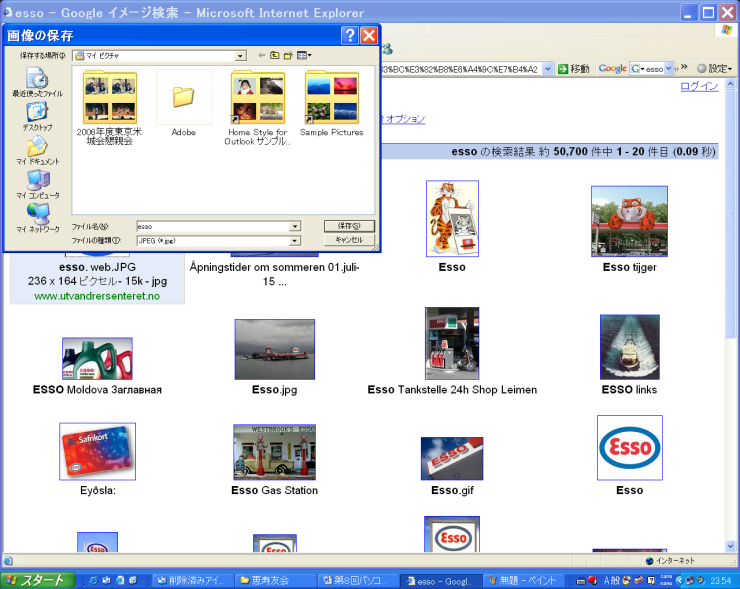 esso - Google イメージ検索 - Microsoft Internet Explorer
画像の保存
保存する場所(I):
マイ ピクチャ
最近使ったファイル
デスクトップ
マイ ドキュメント
マイ コンピュータ
マイ ネットワーク
2006年度東京米
城会懇親会
Adobe
Home Style for
Outlook サンプル...
Sample Pictures
ファイル名(N):
esso
保存(S)
ファイルの種類(T):
JPEG (*.jpg)
キャンセル
33%BC%E3%82%B8%E6%A4%9C%E7%B4%A2
移動
Google
G
esso
»
設定
ログイン
オプション
esso の検索結果 約 50,700 件中 1 - 20 件目 (0.09 秒)
esso. web.JPG
236 x 164 ピクセル - 15k - jpg
www.utvandrersenteret.no
Åpningstider om sommeren 01.juli-
15 ...
Esso
Esso tijger
ESSO Moldova Заглавная
Esso.jpg
Esso Tankstelle 24h Shop Leimen
ESSO links
Safnkort
Esso
WESTBROOK'S ESSO
ESSO
Esso
Eyðsla:
Esso Gas Station
Esso.gif
Esso
Esso
Esso
Esso
インターネット
スタート
削除済みアイ...
恵寿友会
第8回パソコ...
esso - Googl...
無題 - ペイント
A 般
CAPS
KANA
23:54